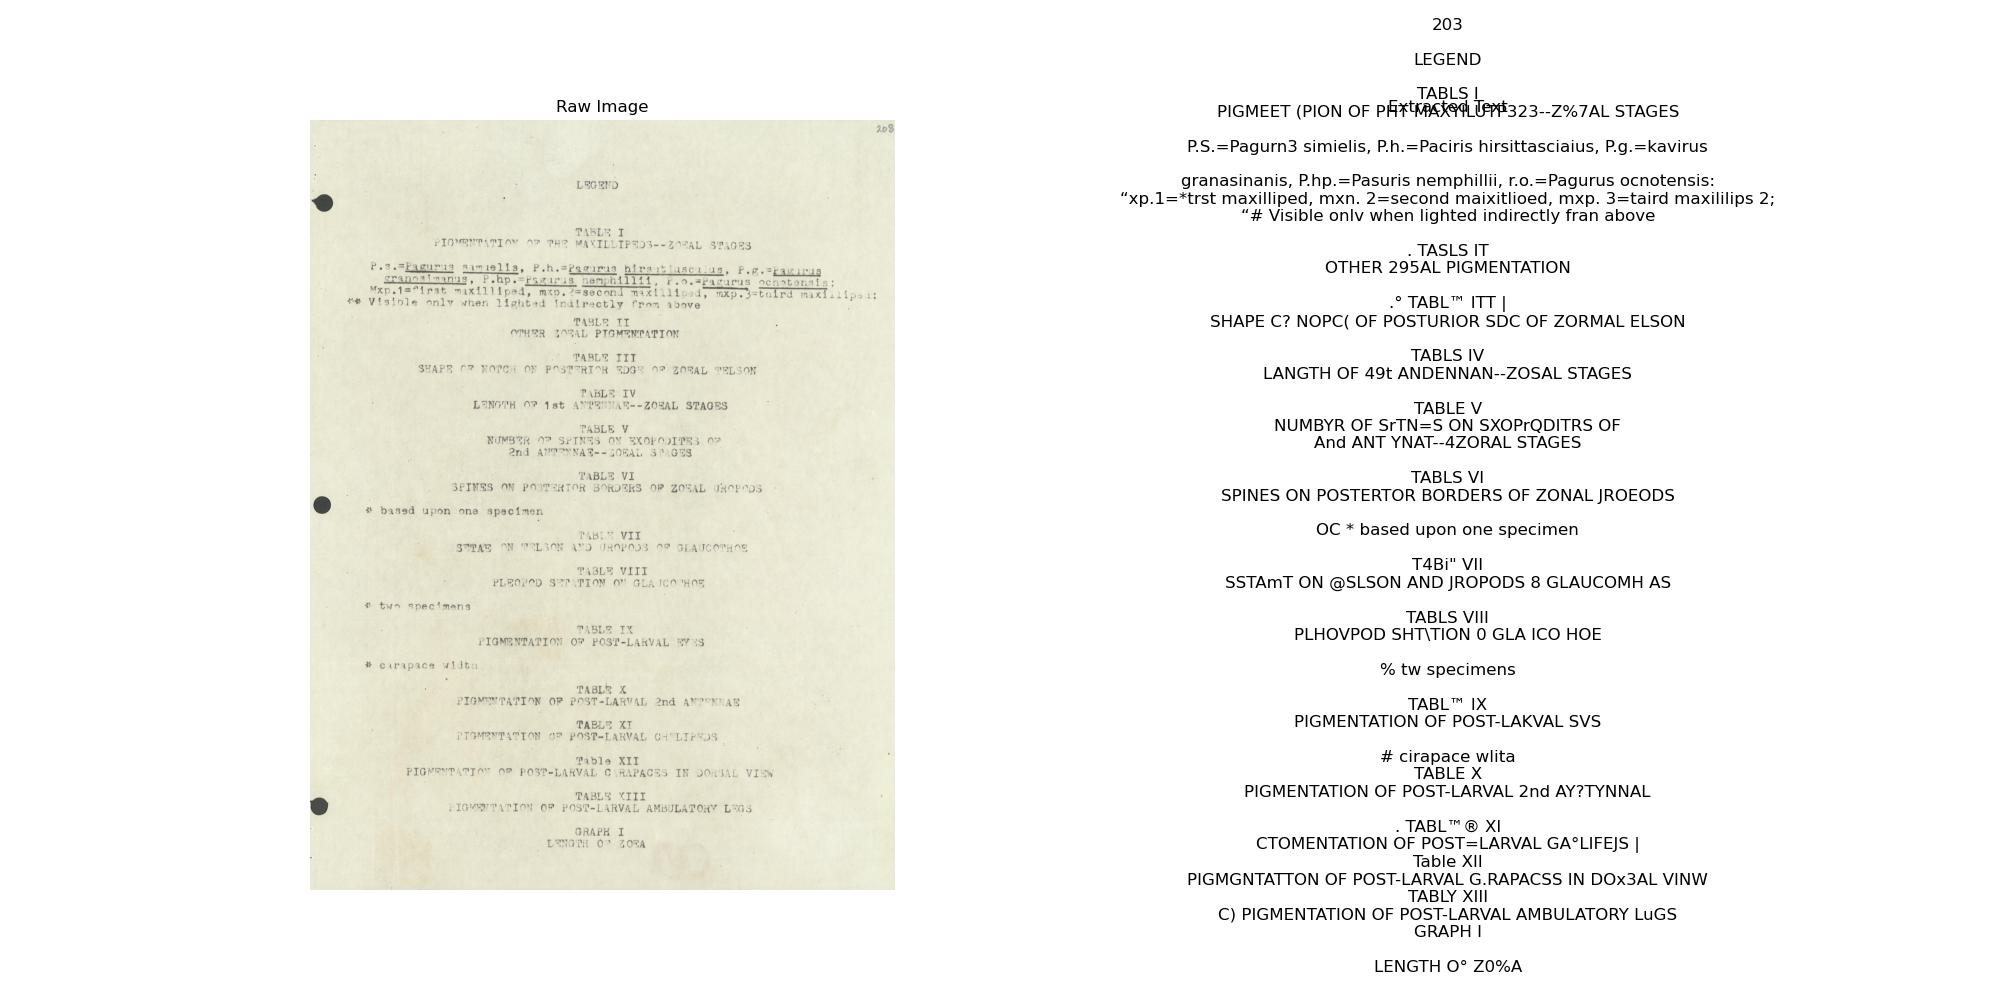 Raw Image
208
LEGEND
TABLE I
PIGMENTATION OF THE MAXILLIPEDS--ZOEAL STAGES
P.s.=Pagurus samuelis, P.h.=Pagurus hirsutiusculus, P.g.=Pagurus
granosimanus, P.hp.=Pagurus hemphillii, P.o.=Pagurus ochotensis;
Mxp.1=first maxilliped, mxp.2=second maxilliped, mxp.3=third maxilliped;
** Visible only when lighted indirectly from above
TABLE II
OTHER ZOEAL PIGMENTATION
TABLE III
SHAPE OF NOTCH ON POSTERIOR EDGE OF ZOEAL TELSON
TABLE IV
LENGTH OF 1st ANTENNAE--ZOEAL STAGES
TABLE V
NUMBER OF SPINES ON EXOPODITES OF
2nd ANTENNAE--ZOEAL STAGES
TABLE VI
SPINES ON POSTERIOR BORDERS OF ZOEAL UROPODS
* based upon one specimen
TABLE VII
SETAE ON TELSON AND UROPODS OF GLAUCOTHOE
TABLE VIII
PLEOPOD SETATION OF GLAUCOTHOE
* two specimens
TABLE IX
PIGMENTATION OF POST-LARVAL EYES
* carapace width
TABLE X
PIGMENTATION OF POST-LARVAL 2nd ANTENNAE
TABLE XI
PIGMENTATION OF POST-LARVAL CHELIPEDS
Table XII
PIGMENTATION OF POST-LARVAL CARAPACES IN DORSAL VIEW
TABLE XIII
PIGMENTATION OF POST-LARVAL AMBULATORY LEGS
GRAPH I
LENGTH OF ZOEA
203
LEGEND
TABLS I
Extracted Text
PIGMEET (PION OF PHT MAXYILUTP323--Z%7AL STAGES
P.S.=Pagurn3 simielis, P.h.=Paciris hirsittasciaius, P.g.=kavirus
granasinanis, P.hp.=Pasuris nemphillii, r.o.=Pagurus ocnotensis:
“xp.1=*trst maxilliped, mxn. 2=second maixitlioed, mxp. 3=taird maxililips 2;
“# Visible onlv when lighted indirectly fran above
. TASLS IT
OTHER 295AL PIGMENTATION
.° TABL™ ITT |
SHAPE C? NOPC( OF POSTURIOR SDC OF ZORMAL ELSON
TABLS IV
LANGTH OF 49t ANDENNAN--ZOSAL STAGES
TABLE V
NUMBYR OF SrTN=S ON SXOPrQDITRS OF
And ANT YNAT--4ZORAL STAGES
TABLS VI
SPINES ON POSTERTOR BORDERS OF ZONAL JROEODS
OC * based upon one specimen
T4Bi" VII
SSTAmT ON @SLSON AND JROPODS 8 GLAUCOMH AS
TABLS VIII
PLHOVPOD SHT\TION 0 GLA ICO HOE
% tw specimens
TABL™ IX
PIGMENTATION OF POST-LAKVAL SVS
# cirapace wlita
TABLE X
PIGMENTATION OF POST-LARVAL 2nd AY?TYNNAL
. TABL™® XI
CTOMENTATION OF POST=LARVAL GA°LIFEJS |
Table XII
PIGMGNTATTON OF POST-LARVAL G.RAPACSS IN DOx3AL VINW
TABLY XIII
C) PIGMENTATION OF POST-LARVAL AMBULATORY LuGS
GRAPH I
LENGTH O° Z0%A